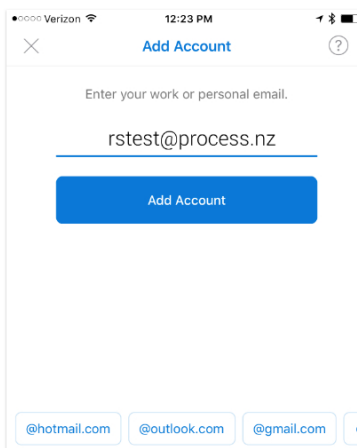 Verizon 12:23 PM
Add Account ?
Enter your work or personal email.
rstest@process.nz
Add Account
@hotmail.com @outlook.com @gmail.com